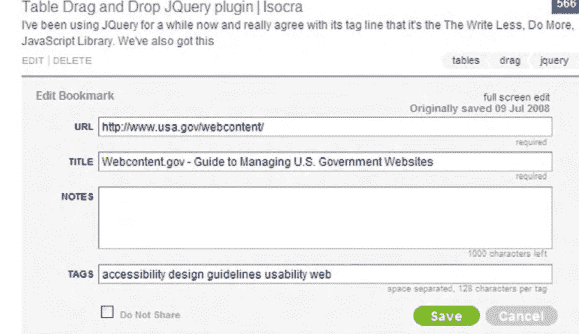 Table Drag and Drop JQuery plugin | Isocra
566
I've been using JQuery for a while now and really agree with its tag line that it's the The Write Less, Do More,
JavaScript Library. We've also got this
EDIT | DELETE
tables drag jquery
Edit Bookmark
full screen edit
Originally saved 09 Jul 2008
URL http://www.usa.gov/webcontent/
required
TITLE Webcontent.gov - Guide to Managing U.S. Government Websites
required
NOTES
1000 characters left
TAGS accessibility design guidelines usability web
space separated, 128 characters per tag
Do Not Share
Save Cancel